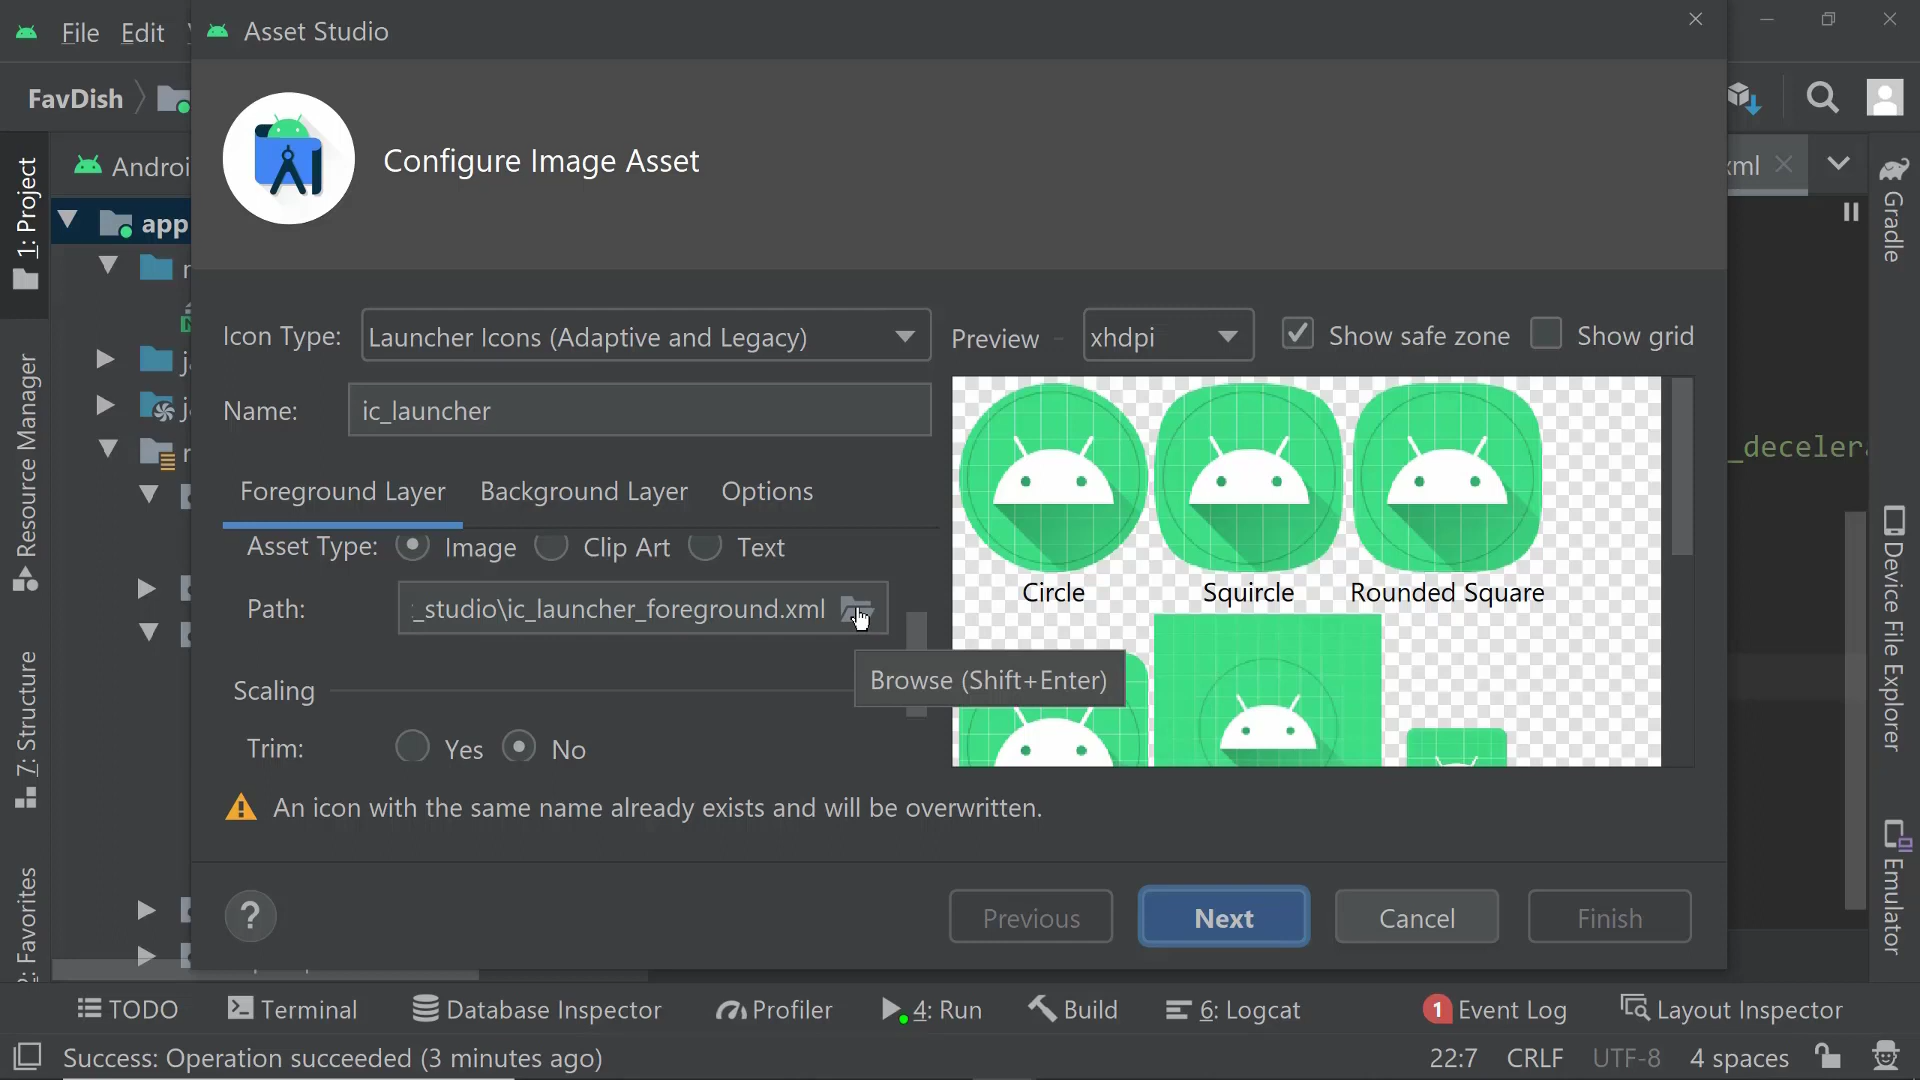 File Edit
Asset Studio
FavDish
Configure Image Asset
Androi
app
Icon Type: Launcher Icons (Adaptive and Legacy)
Name: ic_launcher
Foreground Layer Background Layer Options
Asset Type: Image Clip Art Text
Path: _studio\ic_launcher_foreground.xml
Scaling
Trim: Yes No
Preview xhdpi Show safe zone Show grid
Circle Squircle Rounded Square
Browse (Shift+Enter)
An icon with the same name already exists and will be overwritten.
? Previous Next Cancel Finish
1: Project
Resource Manager
7: Structure
Favorites
xml
_deceler
Gradle
Device File Explorer
Emulator
TODO Terminal Database Inspector Profiler 4: Run Build 6: Logcat 1 Event Log Layout Inspector
Success: Operation succeeded (3 minutes ago) 22:7 CRLF UTF-8 4 spaces